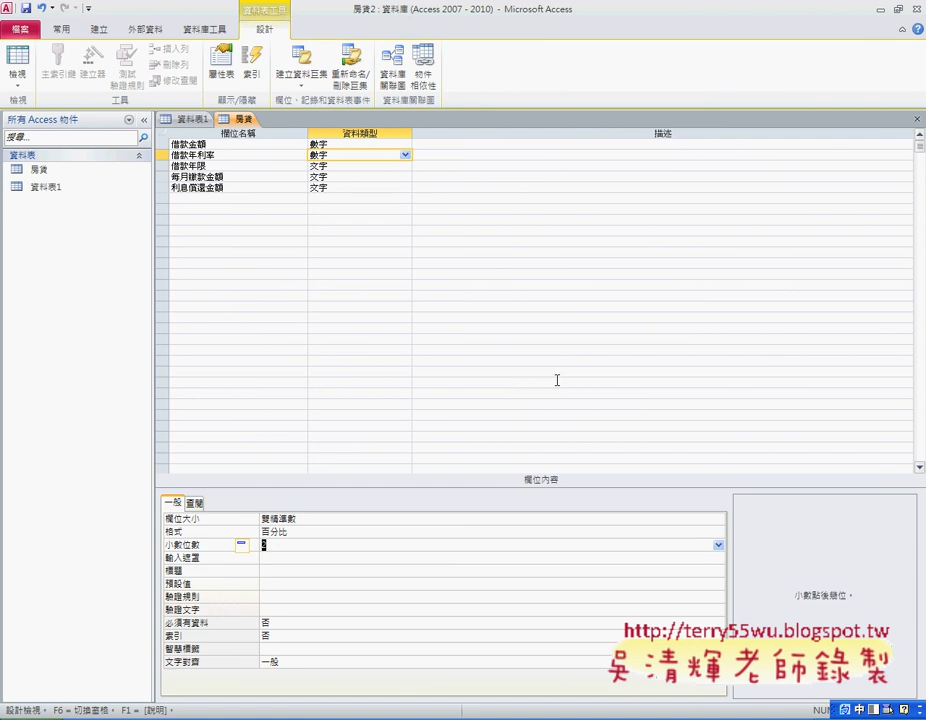 房貸2 : 資料庫 (Access 2007 - 2010) - Microsoft Access
資料表工具
檔案 常用 建立 外部資料 資料庫工具 設計
檢視 主索引鍵 建立器 測試驗證規則 插入列 刪除列 修改查閱 屬性表 索引 建立資料巨集 重新命名/刪除巨集 資料庫關聯圖 物件相依性
檢視 工具 顯示/隱藏 欄位、記錄和資料表事件 資料庫關聯圖
所有 Access 物件
搜尋...
資料表
房貸
資料表1
資料表1 房貸
欄位名稱 資料類型 描述
借款金額 數字
借款年利率 數字
借款年限 文字
每月繳款金額 文字
利息償還金額 文字
欄位內容
一般 查閱
欄位大小 雙精準數
格式 百分比
小數位數 2
輸入遮罩
標題
預設值
驗證規則
驗證文字
必須有資料 否
索引 否
智慧標籤
文字對齊 一般
小數點後幾位。
http://terry55wu.blogspot.tw
吳清輝老師錄製
設計檢視。 F6 = 切換窗格。 F1 = [說明]。
NUM
中